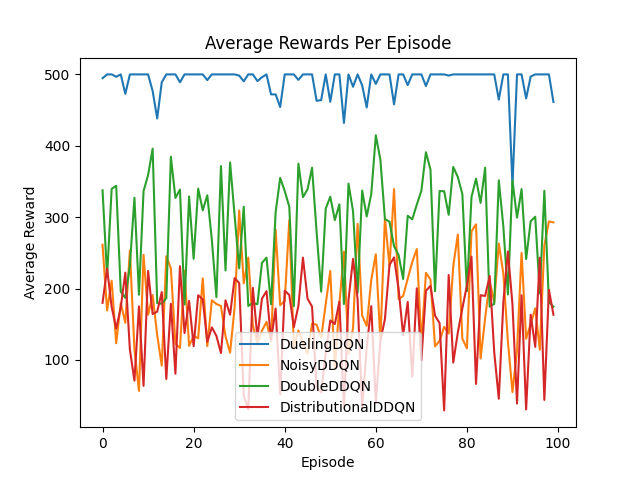 Average Rewards Per Episode
Average Reward
500
400
300
200
100
0 20 40 60 80 100
Episode
DuelingDQN
NoisyDDQN
DoubleDDQN
DistributionalDDQN